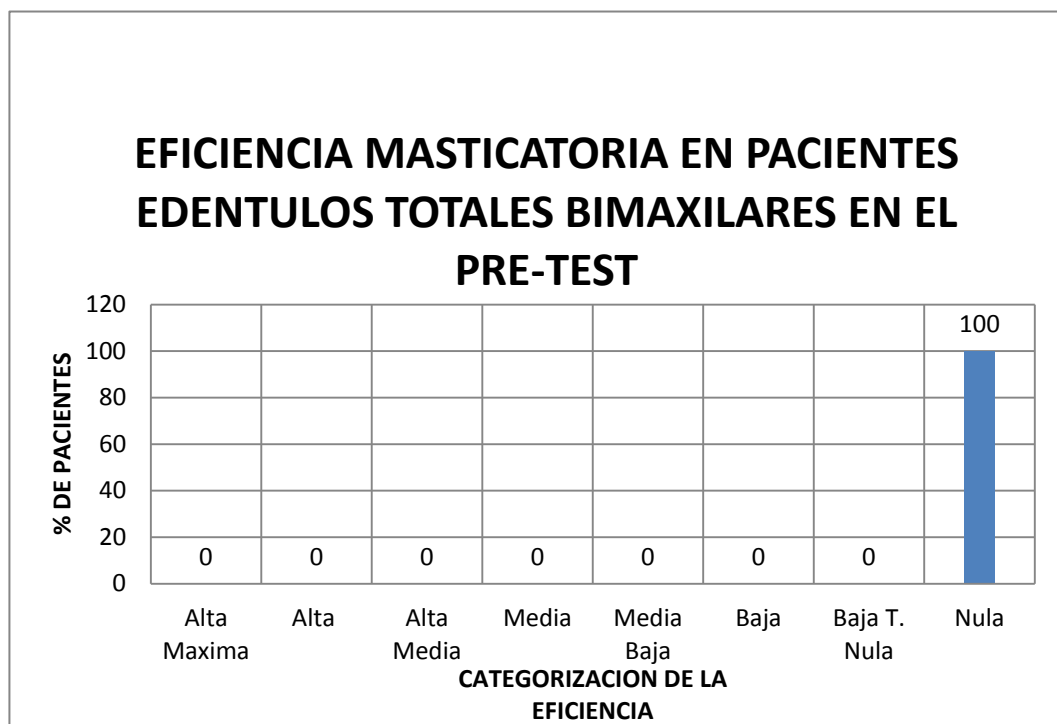 EFICIENCIA MASTICATORIA EN PACIENTES
EDENTULOS TOTALES BIMAXILARES EN EL
PRE-TEST
% DE PACIENTES
120
100
80
60
40
20
0
0
0
0
0
0
0
0
100
Alta
Maxima
Alta
Alta
Media
Media
Media
Baja
Baja
Baja T.
Nula
Nula
CATEGORIZACION DE LA
EFICIENCIA